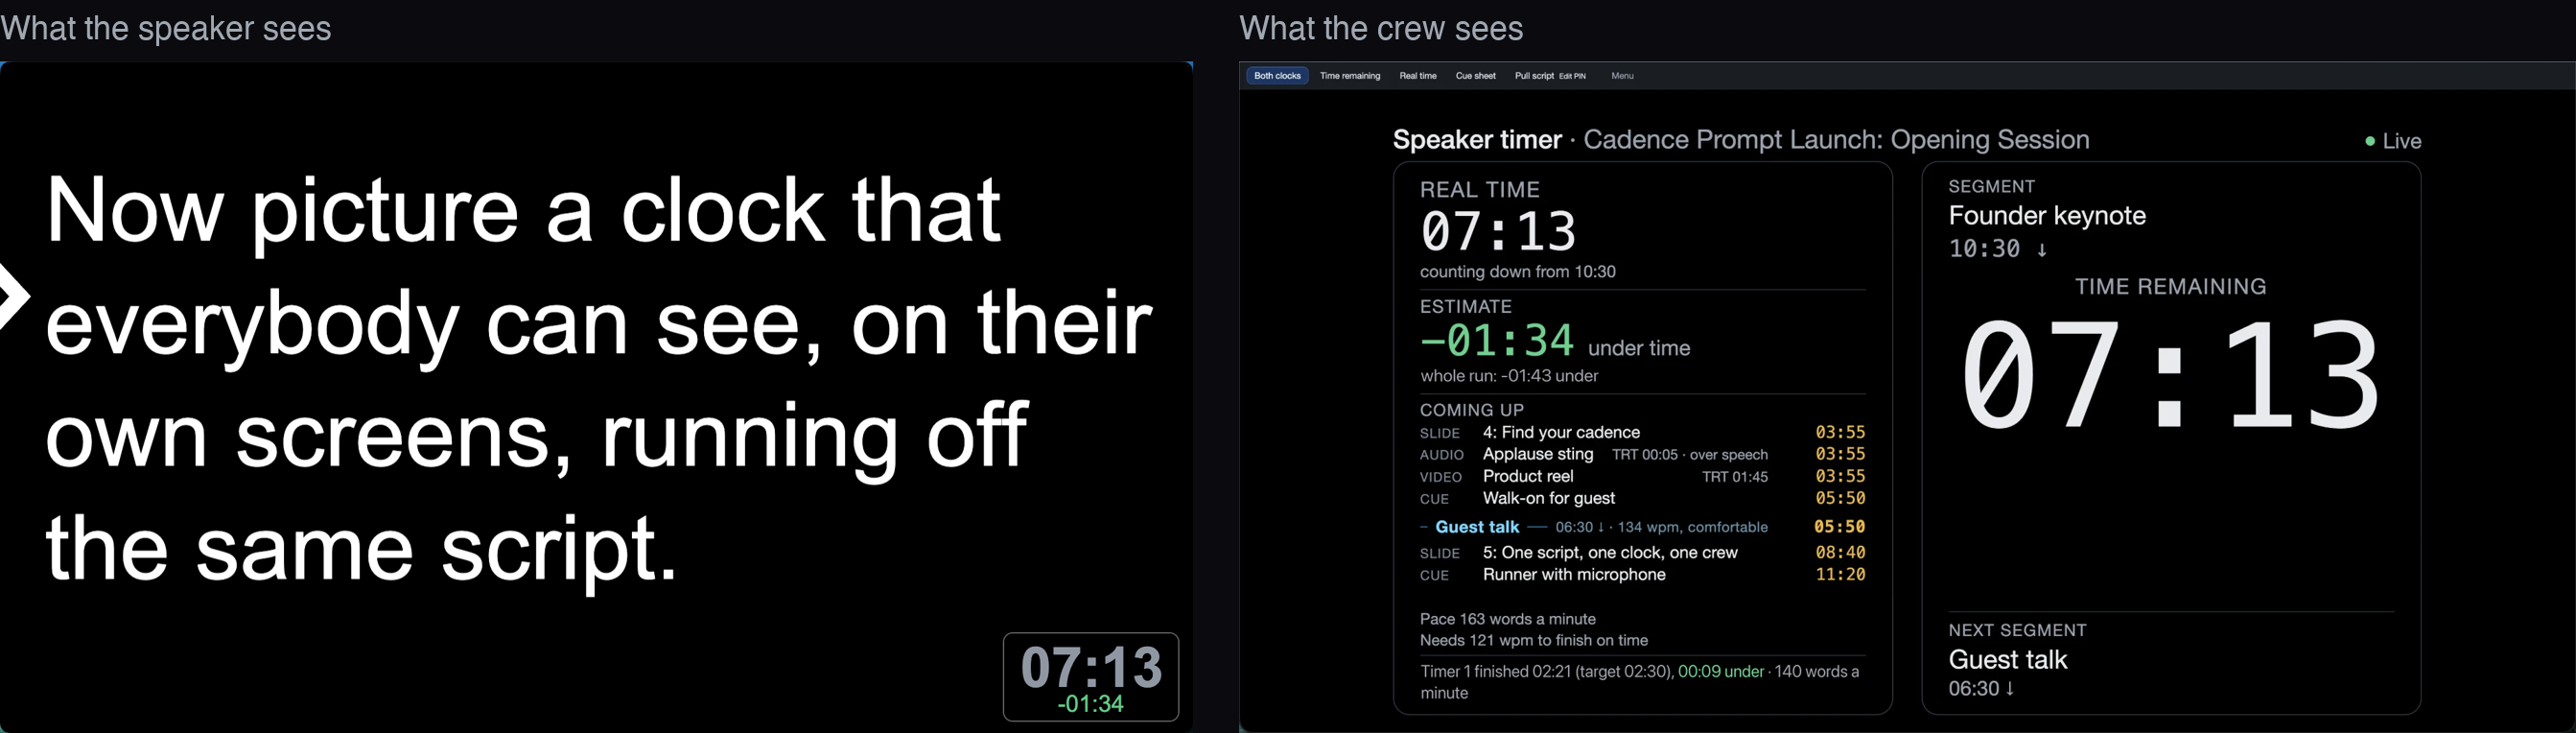 What the speaker sees
Now picture a clock that
everybody can see, on their
own screens, running off
the same script.
07:13
-01:34
What the crew sees
Both clocks Time remaining Real time Cue sheet Pull script Edit PIN Menu
Speaker timer · Cadence Prompt Launch: Opening Session
● Live
REAL TIME
07:13
counting down from 10:30
ESTIMATE
−01:34 under time
whole run: -01:43 under
COMING UP
SLIDE 4: Find your cadence 03:55
AUDIO Applause sting TRT 00:05 · over speech 03:55
VIDEO Product reel TRT 01:45 03:55
CUE Walk-on for guest 05:50
Guest talk 06:30 ↓ · 134 wpm, comfortable 05:50
SLIDE 5: One script, one clock, one crew 08:40
CUE Runner with microphone 11:20
Pace 163 words a minute
Needs 121 wpm to finish on time
Timer 1 finished 02:21 (target 02:30), 00:09 under · 140 words a
minute
SEGMENT
Founder keynote
10:30 ↓
TIME REMAINING
07:13
NEXT SEGMENT
Guest talk
06:30 ↓